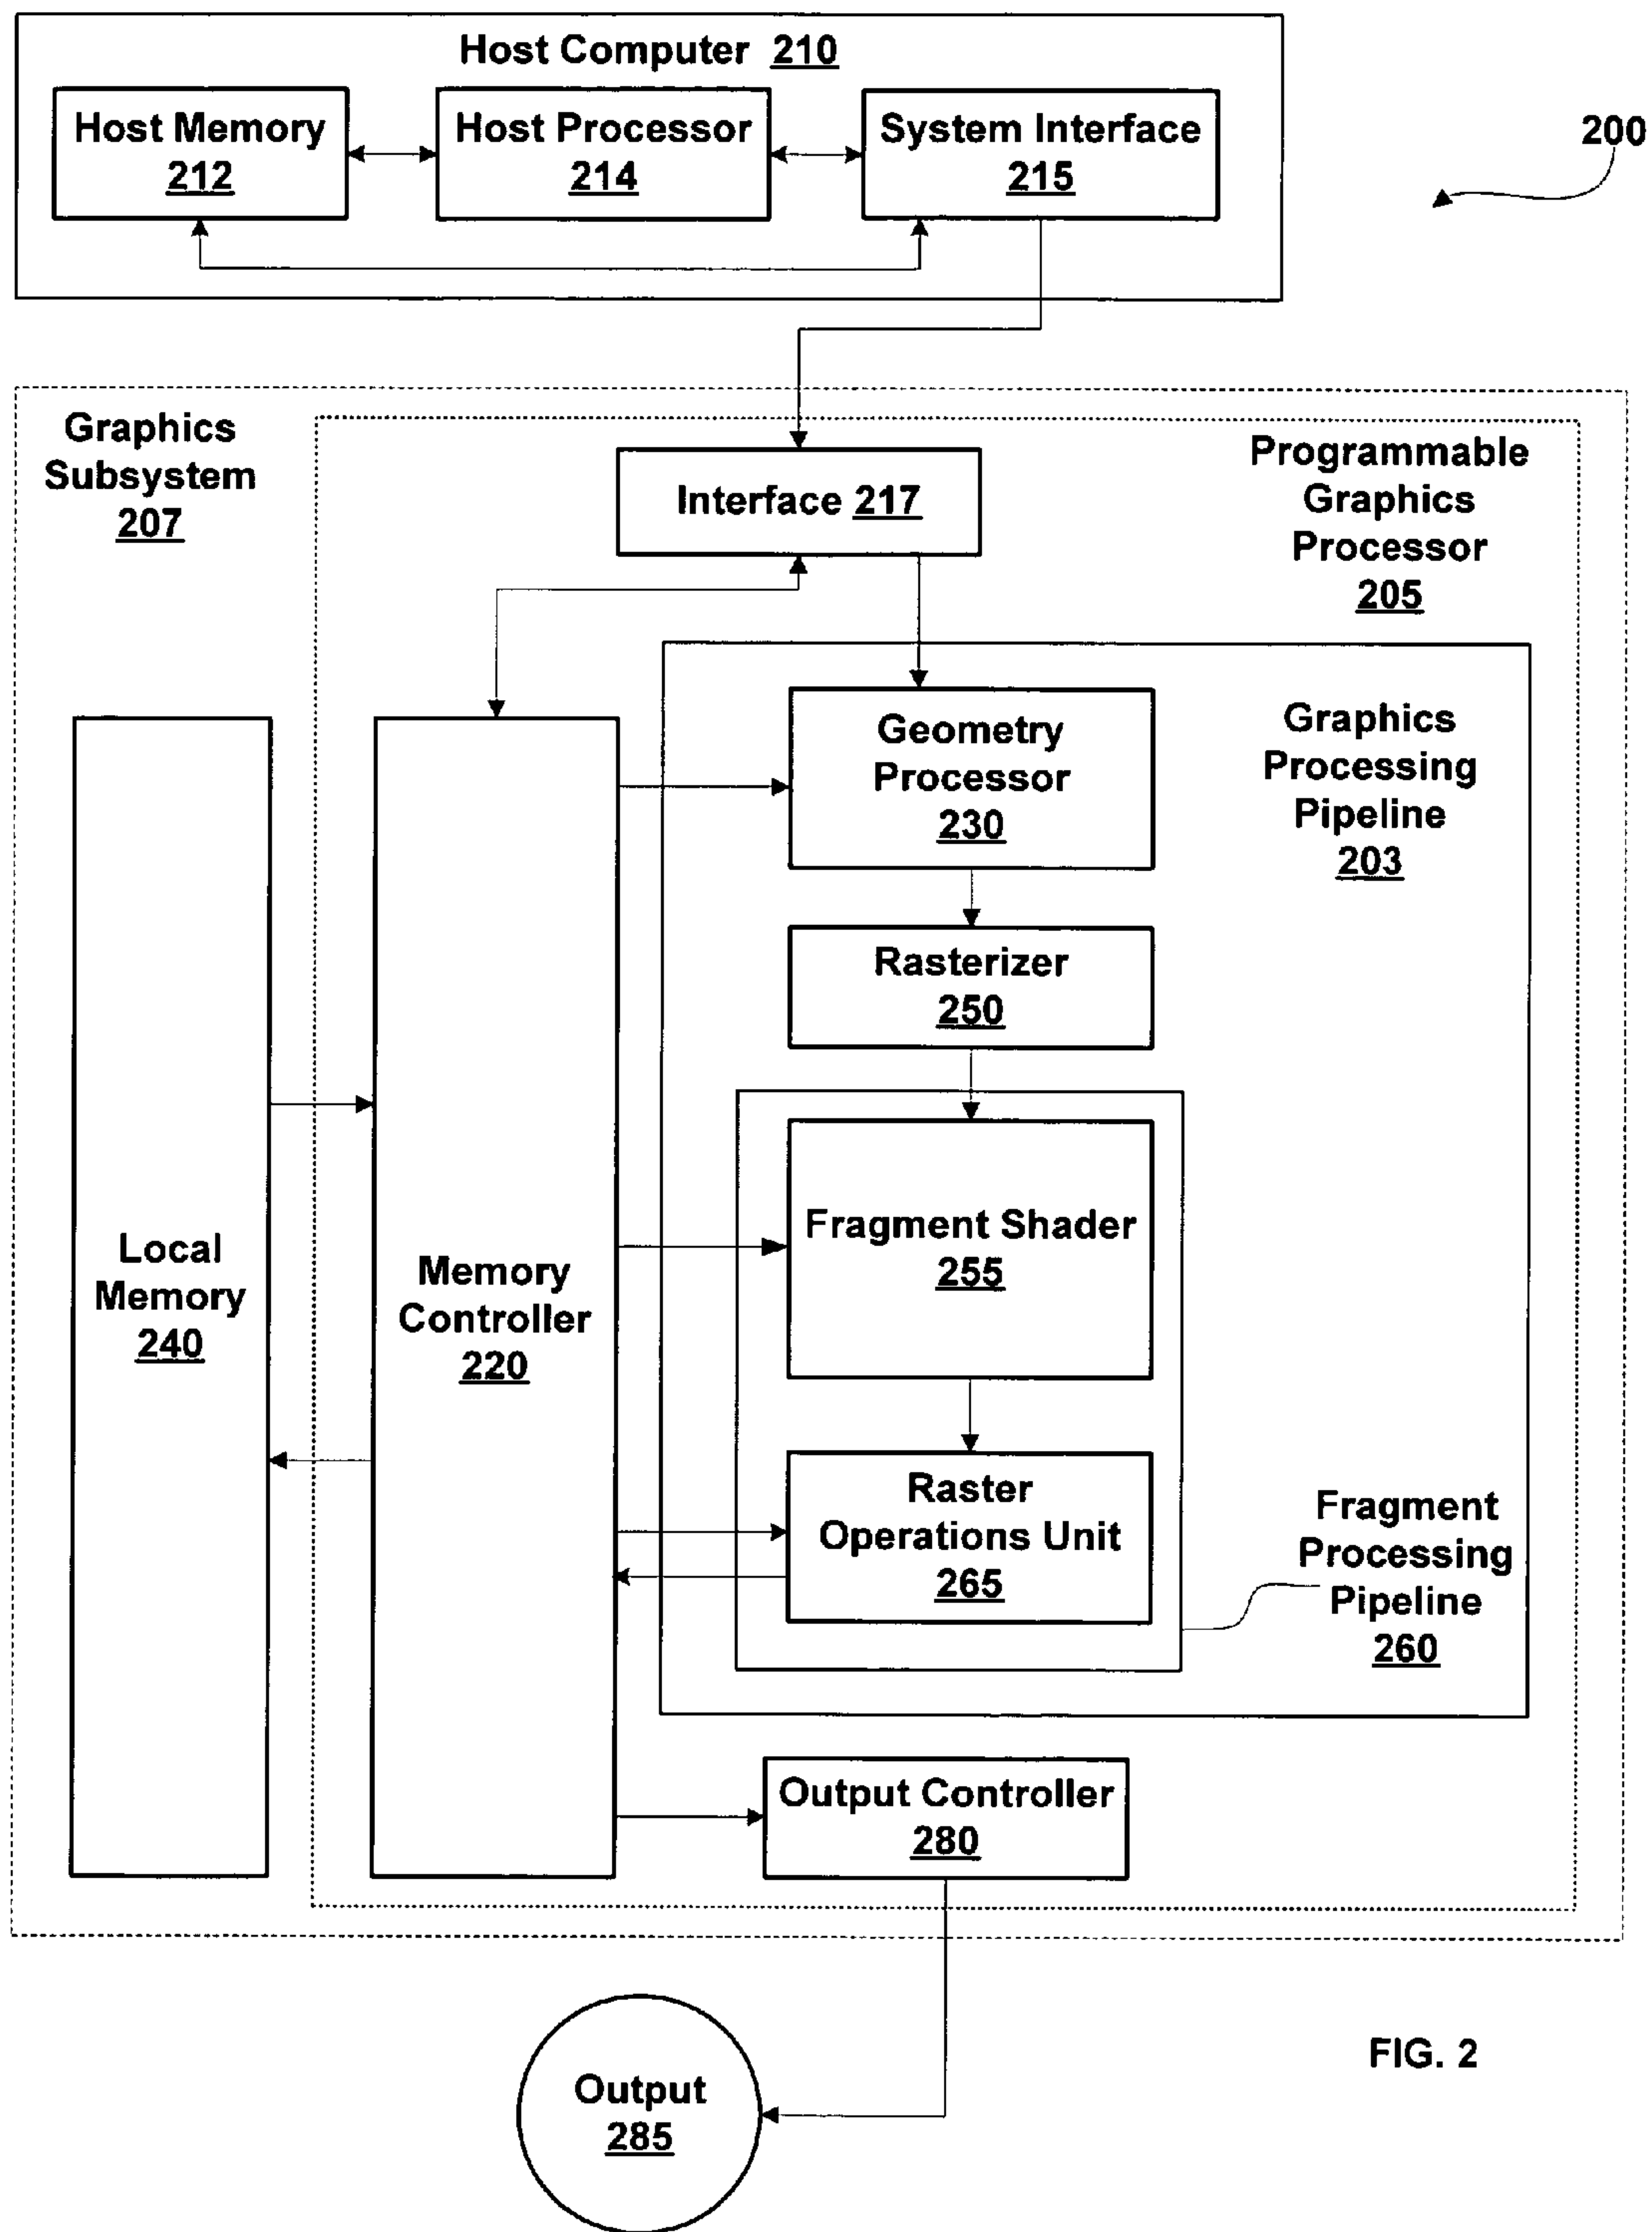 Host Computer 210
Host Memory
212
Host Processor
214
System Interface
215
200
Graphics
Subsystem
207
Interface 217
Programmable
Graphics
Processor
205
Geometry
Processor
230
Graphics
Processing
Pipeline
203
Rasterizer
250
Local
Memory
240
Memory
Controller
220
Fragment Shader
255
Raster
Operations Unit
265
Fragment
Processing
Pipeline
260
Output Controller
280
Output
285
FIG. 2